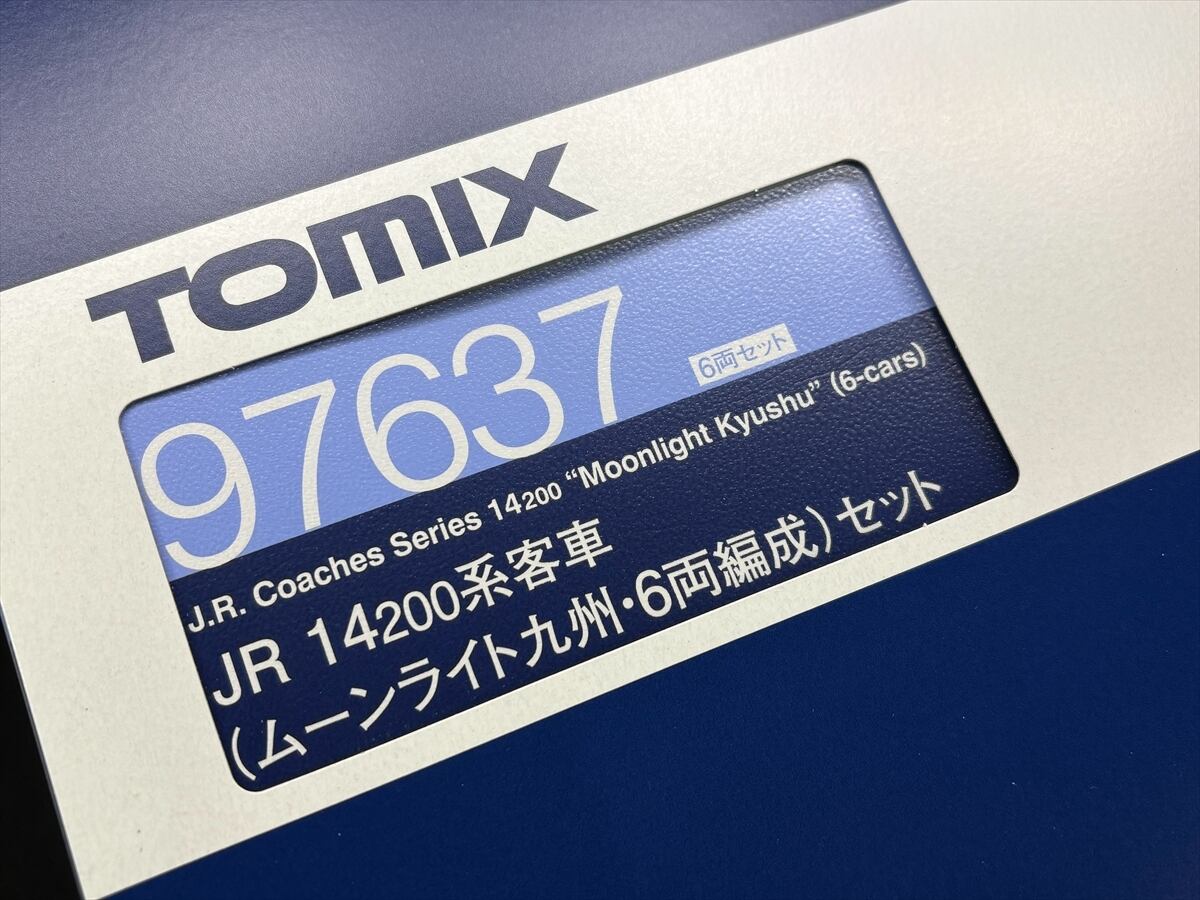 TOMIX
97637
6両セット
J.R. Coaches Series 14200 “Moonlight Kyushu” (6-cars)
JR 14200系客車
(ムーンライト九州・6両編成)セット